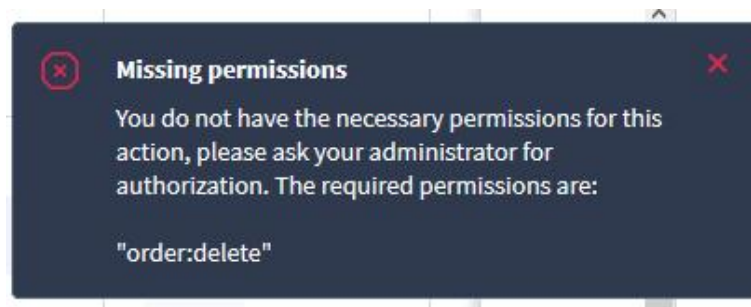 Missing permissions
You do not have the necessary permissions for this
action, please ask your administrator for
authorization. The required permissions are:
"order:delete"